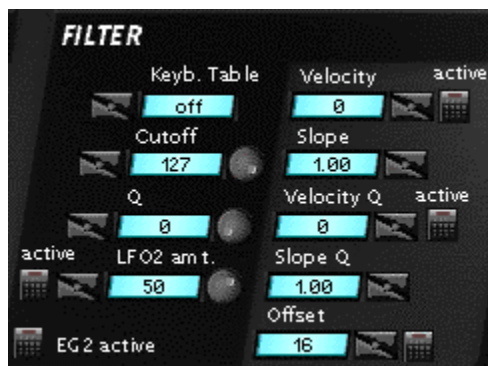 FILTER
Keyb. Table
Velocity
active
off
0
Cutoff
Slope
127
1.00
Q
Velocity Q
active
0
0
active
LFO2 amt.
Slope Q
50
1.00
Offset
EG2 active
16